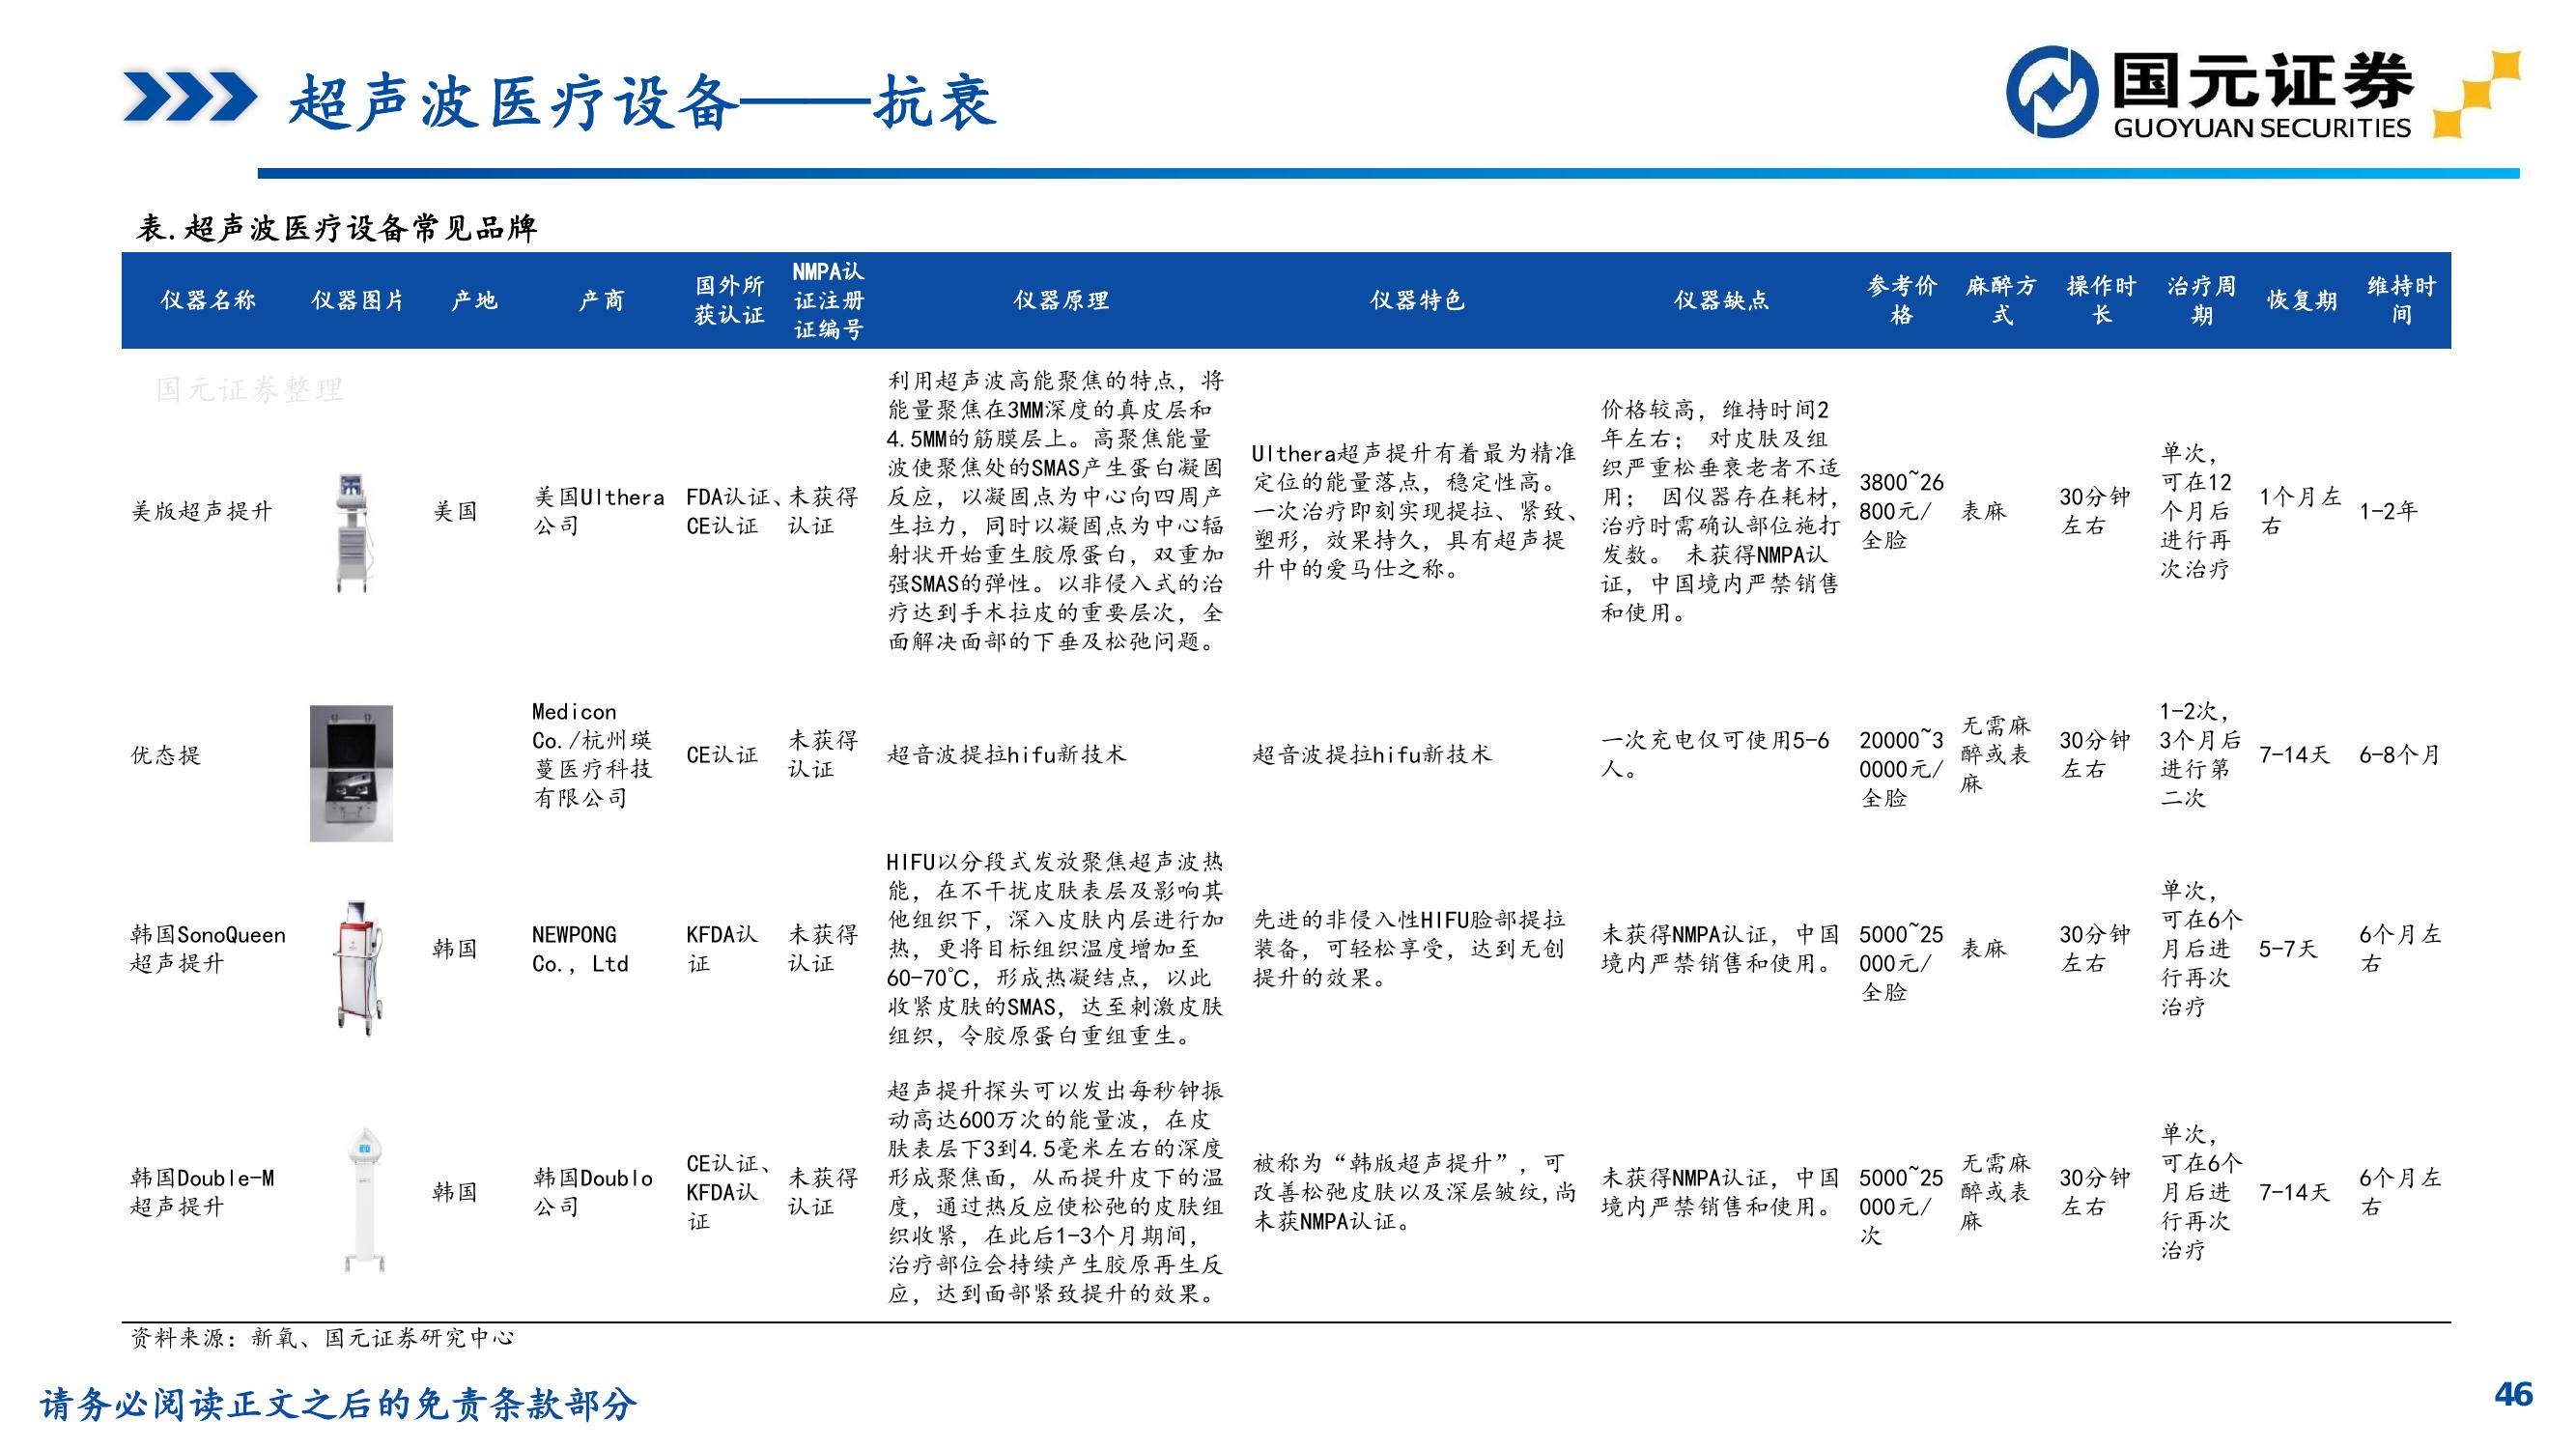 超声波医疗设备——抗衰
国元证券
GUOYUAN SECURITIES
表.超声波医疗设备常见品牌
仪器名称 仪器图片 产地 产商 国外所获认证 NMPA认证注册证编号 仪器原理 仪器特色 仪器缺点 参考价格 麻醉方式 操作时长 治疗周期 恢复期 维持时间
国元证券整理
美版超声提升
美国
美国Ulthera
公司
FDA认证、
CE认证
未获得
认证
利用超声波高能聚焦的特点，将
能量聚焦在3MM深度的真皮层和
4.5MM的筋膜层上。高聚焦能量
波使聚焦处的SMAS产生蛋白凝固
反应，以凝固点为中心向四周产
生拉力，同时以凝固点为中心辐
射状开始重生胶原蛋白，双重加
强SMAS的弹性。以非侵入式的治
疗达到手术拉皮的重要层次，全
面解决面部的下垂及松弛问题。
Ulthera超声提升有着最为精准
定位的能量落点，稳定性高。
一次治疗即刻实现提拉、紧致、
塑形，效果持久，具有超声提
升中的爱马仕之称。
价格较高，维持时间2
年左右； 对皮肤及组
织严重松垂衰老者不适
用； 因仪器存在耗材，
治疗时需确认部位施打
发数。 未获得NMPA认
证，中国境内严禁销售
和使用。
3800~26
800元/
全脸
表麻
30分钟
左右
单次，
可在12
个月后
进行再
次治疗
1个月左
右
1-2年
优态提
Medicon
Co./杭州瑛
蔓医疗科技
有限公司
CE认证
未获得
认证
超音波提拉hifu新技术
超音波提拉hifu新技术
一次充电仅可使用5-6
人。
20000~3
0000元/
全脸
无需麻
醉或表
麻
30分钟
左右
1-2次，
3个月后
进行第
二次
7-14天
6-8个月
韩国SonoQueen
超声提升
韩国
NEWPONG
Co., Ltd
KFDA认
证
未获得
认证
HIFU以分段式发放聚焦超声波热
能，在不干扰皮肤表层及影响其
他组织下，深入皮肤内层进行加
热，更将目标组织温度增加至
60-70℃，形成热凝结点，以此
收紧皮肤的SMAS，达至刺激皮肤
组织，令胶原蛋白重组重生。
先进的非侵入性HIFU脸部提拉
装备，可轻松享受，达到无创
提升的效果。
未获得NMPA认证，中国
境内严禁销售和使用。
5000~25
000元/
全脸
表麻
30分钟
左右
单次，
可在6个
月后进
行再次
治疗
5-7天
6个月左
右
韩国Double-M
超声提升
韩国
韩国Doublo
公司
CE认证、
KFDA认
证
未获得
认证
超声提升探头可以发出每秒钟振
动高达600万次的能量波，在皮
肤表层下3到4.5毫米左右的深度
形成聚焦面，从而提升皮下的温
度，通过热反应使松弛的皮肤组
织收紧，在此后1-3个月期间，
治疗部位会持续产生胶原再生反
应，达到面部紧致提升的效果。
被称为“韩版超声提升”，可
改善松弛皮肤以及深层皱纹,尚
未获NMPA认证。
未获得NMPA认证，中国
境内严禁销售和使用。
5000~25
000元/
次
无需麻
醉或表
麻
30分钟
左右
单次，
可在6个
月后进
行再次
治疗
7-14天
6个月左
右
资料来源：新氧、国元证券研究中心
请务必阅读正文之后的免责条款部分
46